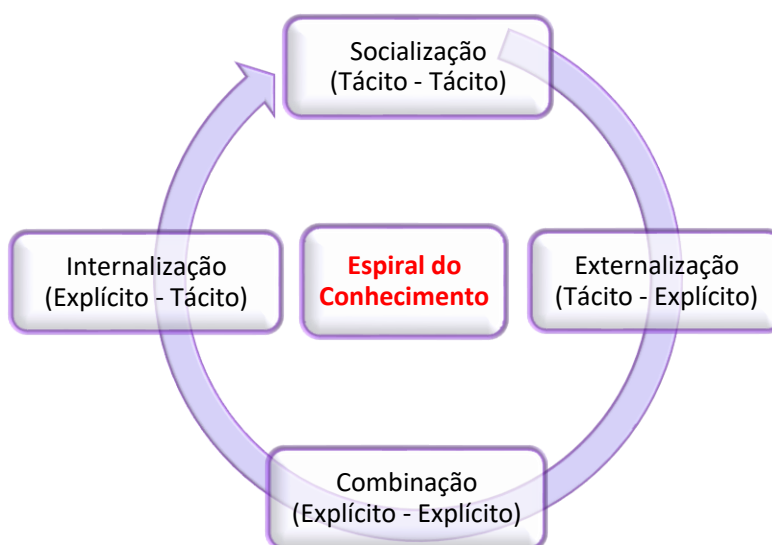 Socialização
(Tácito - Tácito)
Internalização
(Explícito - Tácito)
Espiral do
Conhecimento
Externalização
(Tácito - Explícito)
Combinação
(Explícito - Explícito)